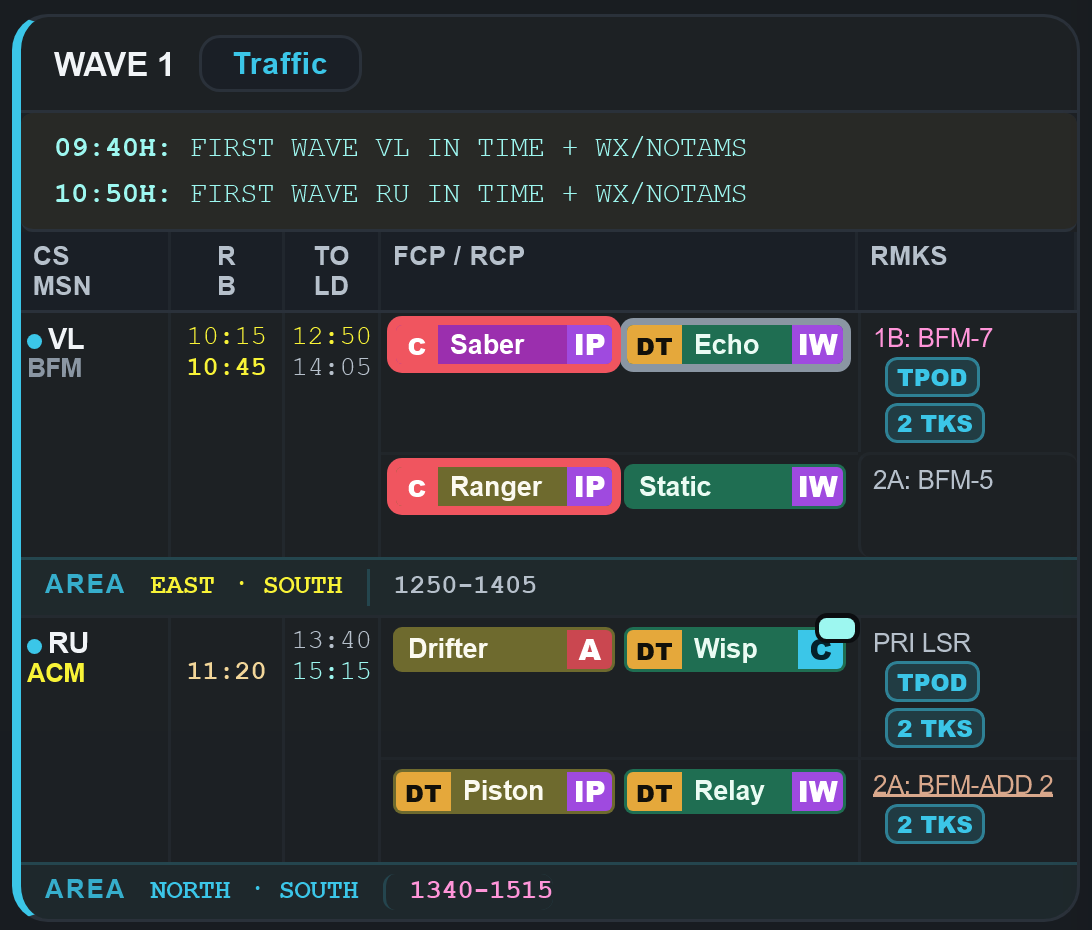 WAVE 1 Traffic
09:40H: FIRST WAVE VL IN TIME + WX/NOTAMS
10:50H: FIRST WAVE RU IN TIME + WX/NOTAMS
CS R TO FCP / RCP RMKS
MSN B LD
VL 10:15 12:50 C Saber IP DT Echo IW 1B: BFM-7
BFM 10:45 14:05
TPOD
2 TKS
C Ranger IP Static IW 2A: BFM-5
AREA EAST · SOUTH 1250-1405
RU 13:40 Drifter A DT Wisp C PRI LSR
ACM 11:20 15:15
TPOD
2 TKS
DT Piston IP DT Relay IW 2A: BFM-ADD 2
2 TKS
AREA NORTH · SOUTH 1340-1515